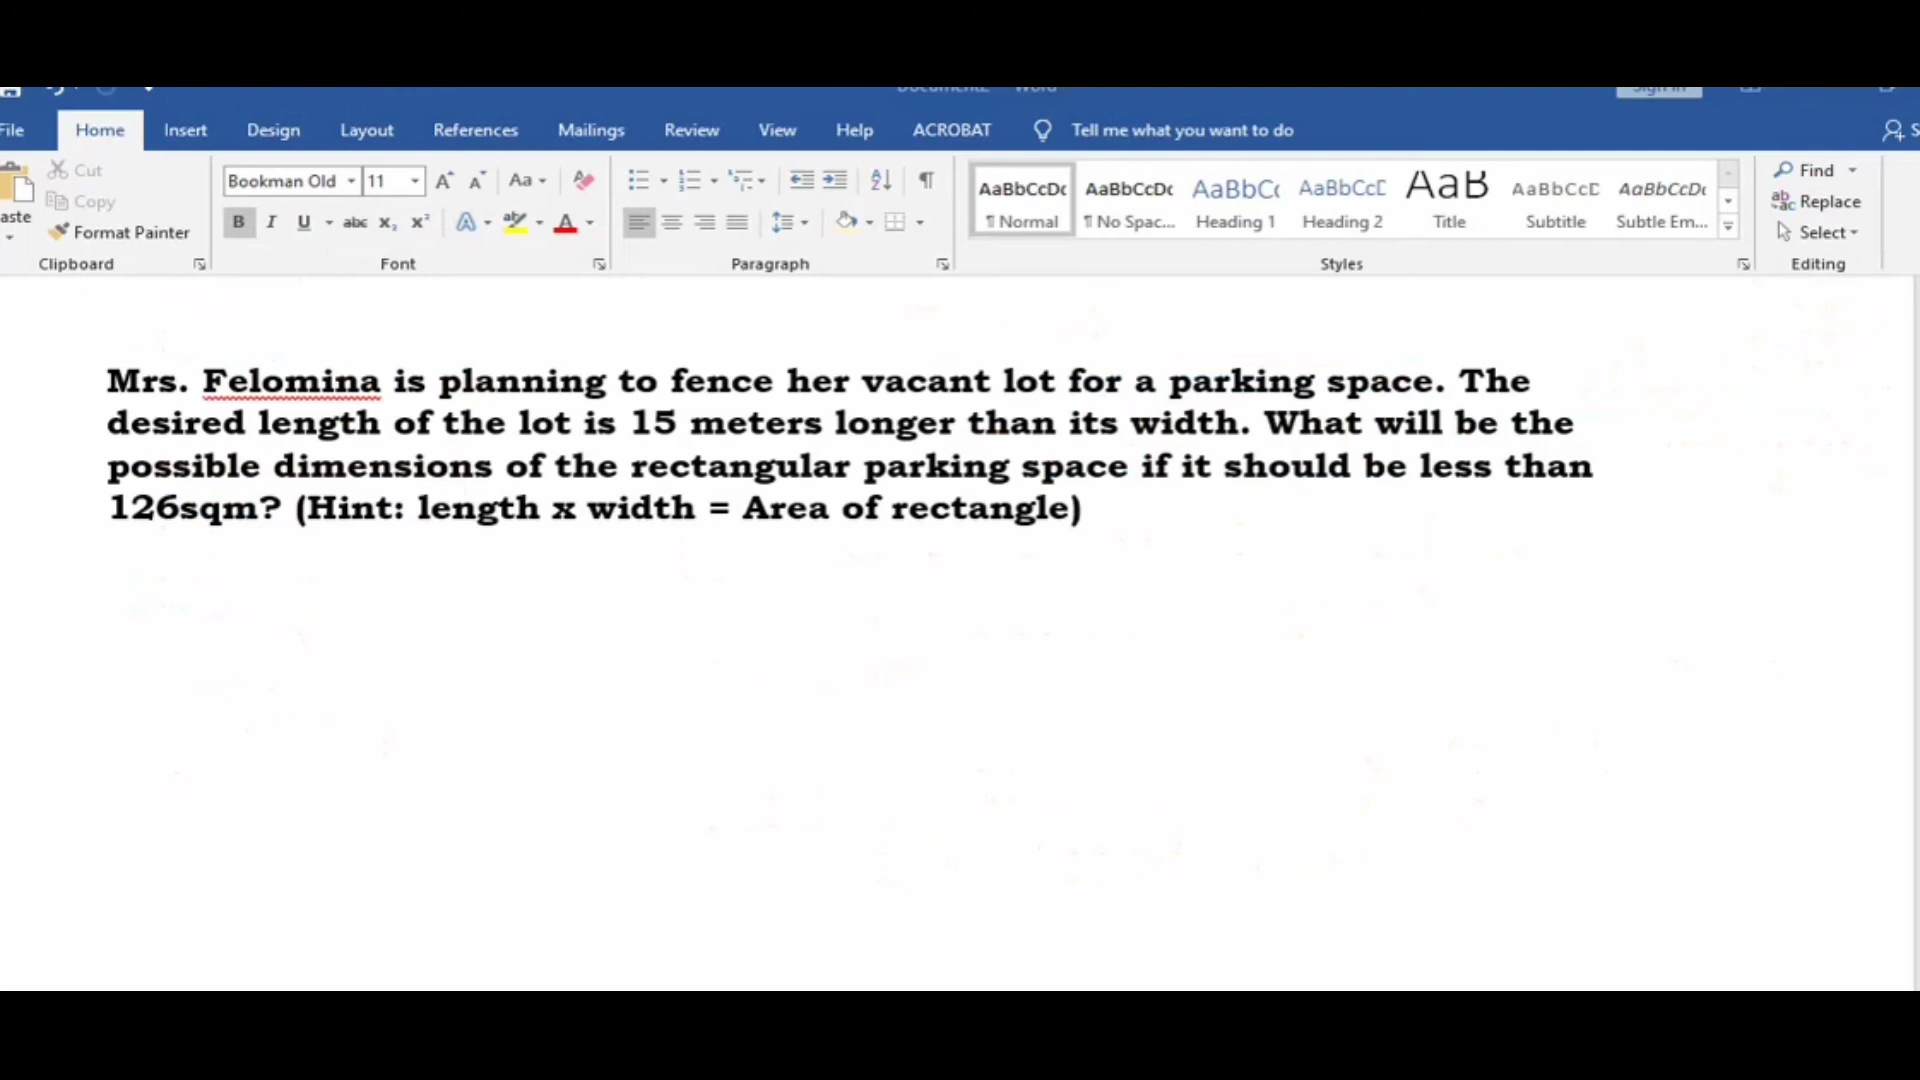 File Home Insert Design Layout References Mailings Review View Help ACROBAT Tell me what you want to do
Cut
Copy
Format Painter
Clipboard
Bookman Old 11
Font
Paragraph
AaBbCcDc AaBbCcDc AaBbCc AaBbCcD AaB AaBbCcD AaBbCcDc
¶ Normal ¶ No Spac... Heading 1 Heading 2 Title Subtitle Subtle Em...
Styles
Find
Replace
Select
Editing
Mrs. Felomina is planning to fence her vacant lot for a parking space. The
desired length of the lot is 15 meters longer than its width. What will be the
possible dimensions of the rectangular parking space if it should be less than
126sqm? (Hint: length x width = Area of rectangle)